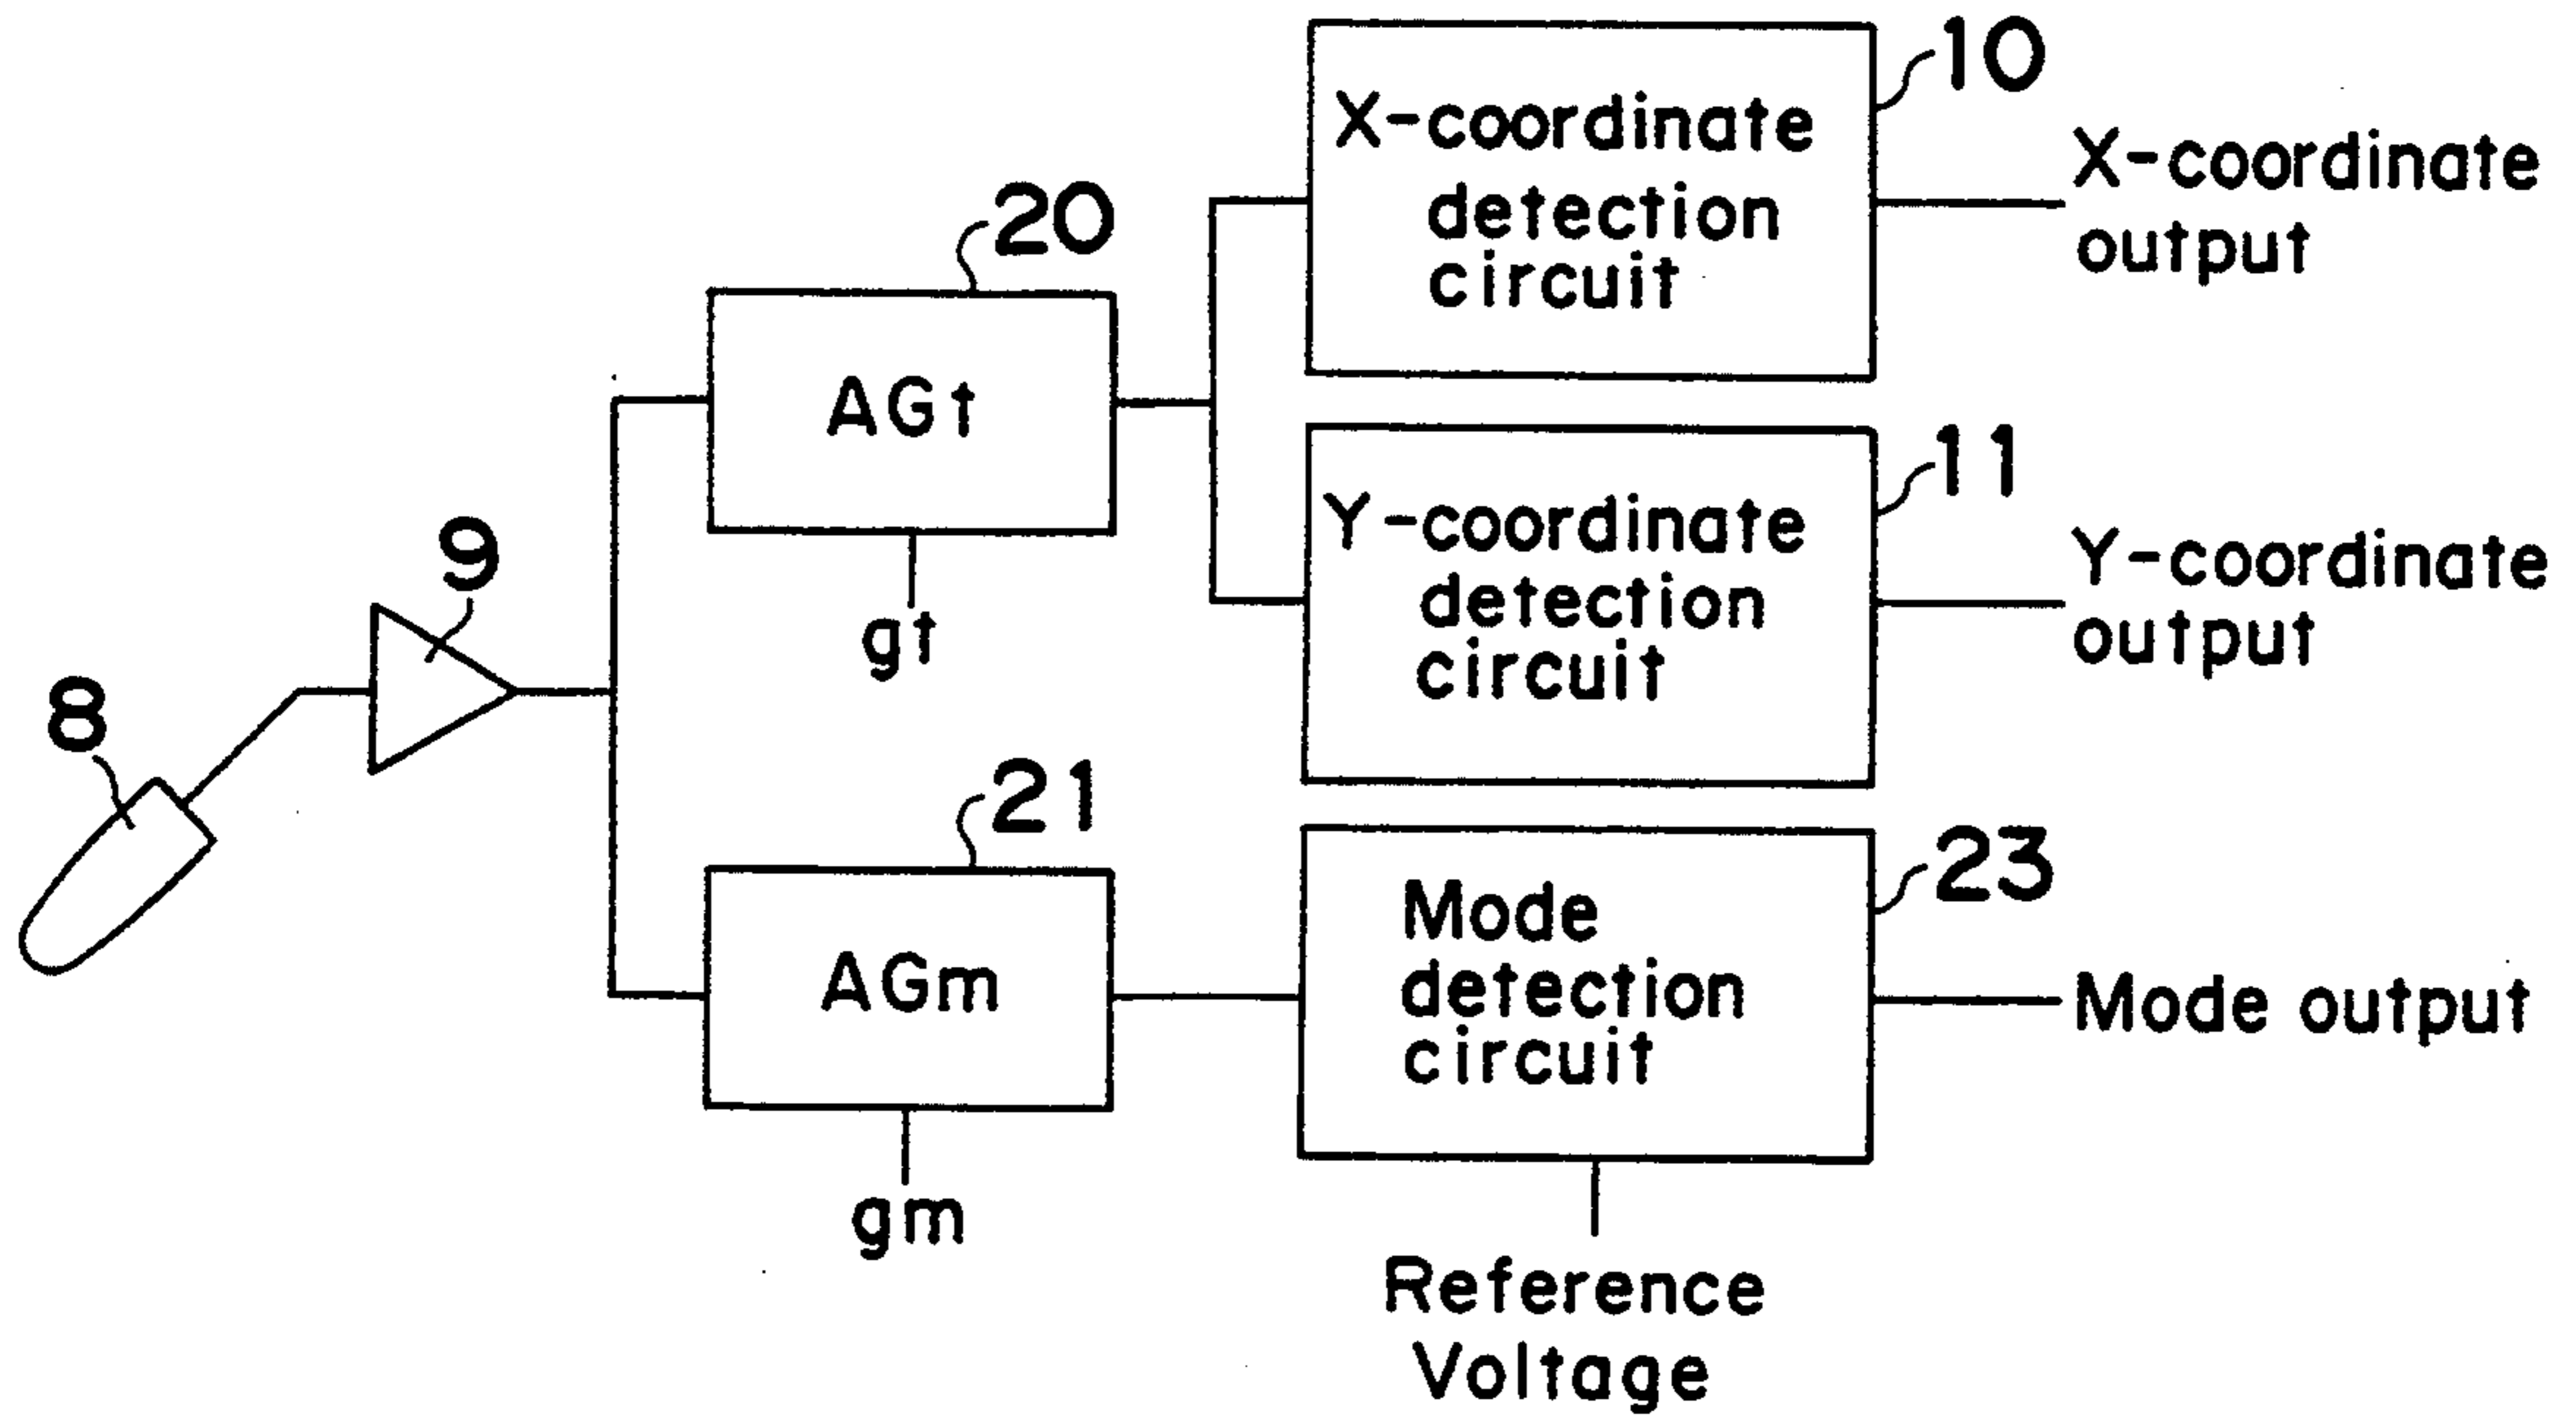 10
X-coordinate
detection
circuit
X-coordinate
output
20
AGt
gt
11
Y-coordinate
detection
circuit
Y-coordinate
output
9
8
21
AGm
gm
23
Mode
detection
circuit
Mode output
Reference
Voltage